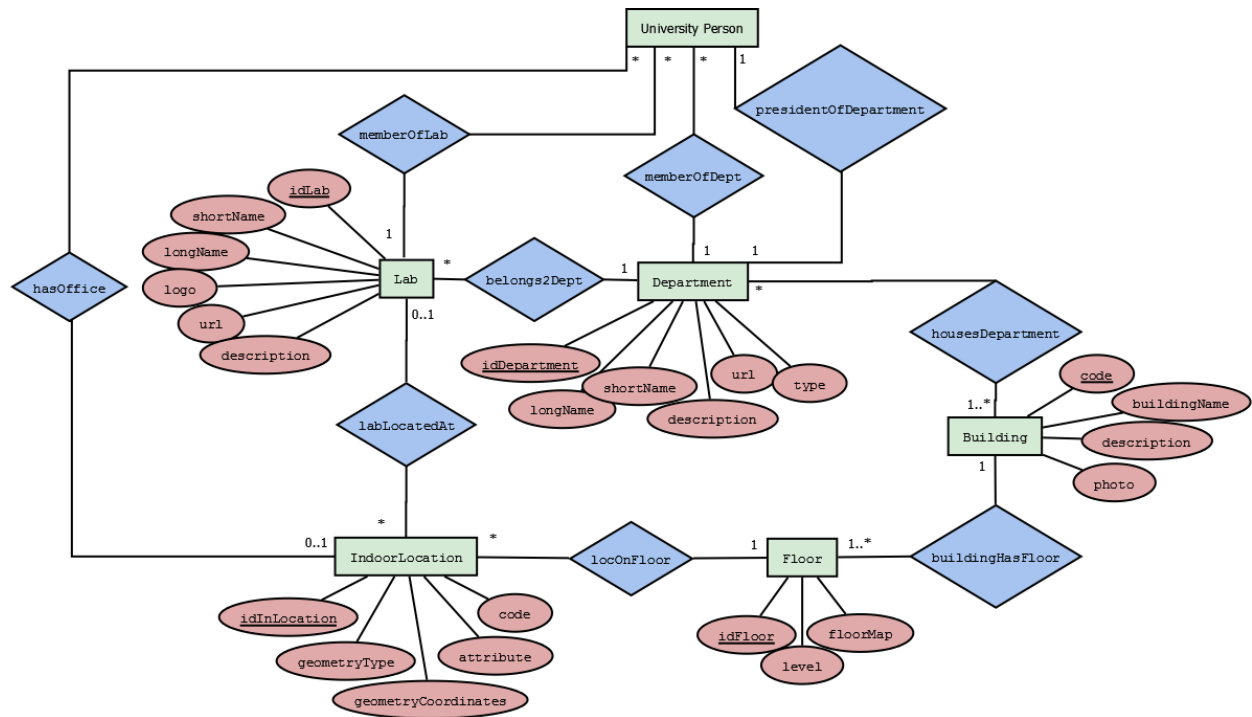 University Person
* * * 1
presidentOfDepartment
memberOfLab
memberOfDept
idLab
shortName
longName
logo
url
description
1
Lab
*
belongs2Dept
1
1
1
Department
*
hasOffice
0..1
housesDepartment
idDepartment
longName
shortName
description
url
type
code
1..*
buildingName
Building
description
1
photo
labLocatedAt
*
0..1
IndoorLocation
*
locOnFloor
1
Floor
1..*
buildingHasFloor
idInLocation
geometryType
geometryCoordinates
attribute
code
idFloor
level
floorMap